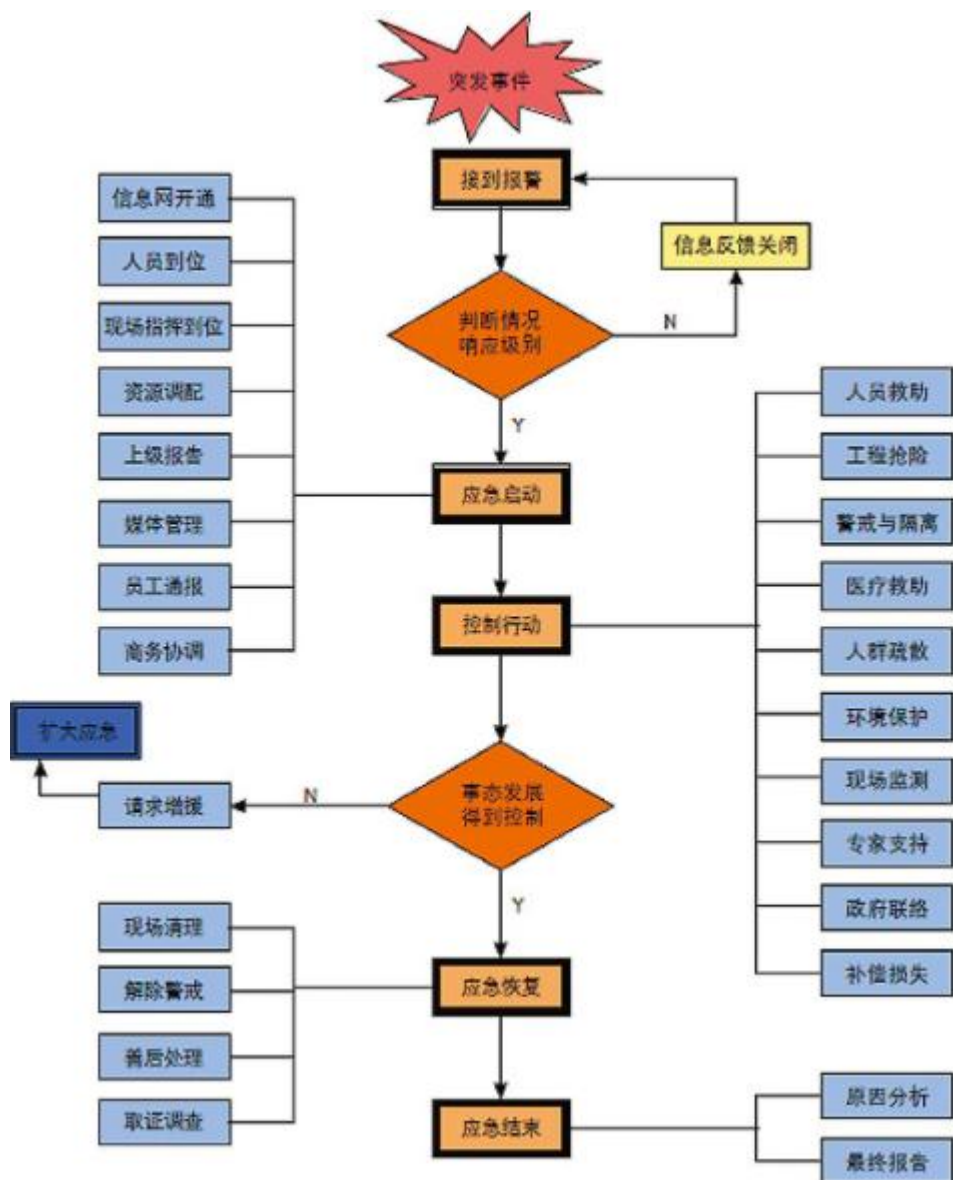 突发事件
接到报警
信息网开通
信息反馈关闭
人员到位
判断情况
响应级别
N
现场指挥到位
资源调配
人员救助
Y
上级报告
工程抢险
应急启动
媒体管理
警戒与隔离
员工通报
医疗救助
控制行动
商务协调
人群疏散
扩大应急
环境保护
现场监测
请求增援
N
事态发展
得到控制
专家支持
Y
政府联络
现场清理
补偿损失
应急恢复
解除警戒
善后处理
原因分析
取证调查
应急结束
最终报告